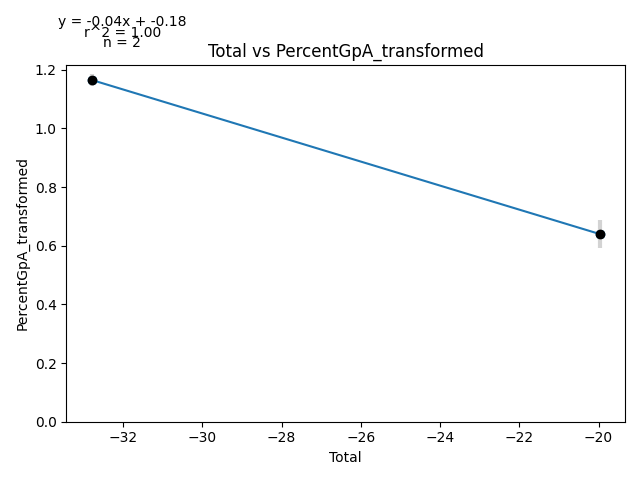 y = -0.04x + -0.18
r^2 = 1.00
n = 2
Total vs PercentGpA_transformed
1.2
1.0
0.8
0.6
0.4
0.2
0.0
PercentGpA_transformed
−32
−30
−28
−26
−24
−22
−20
Total